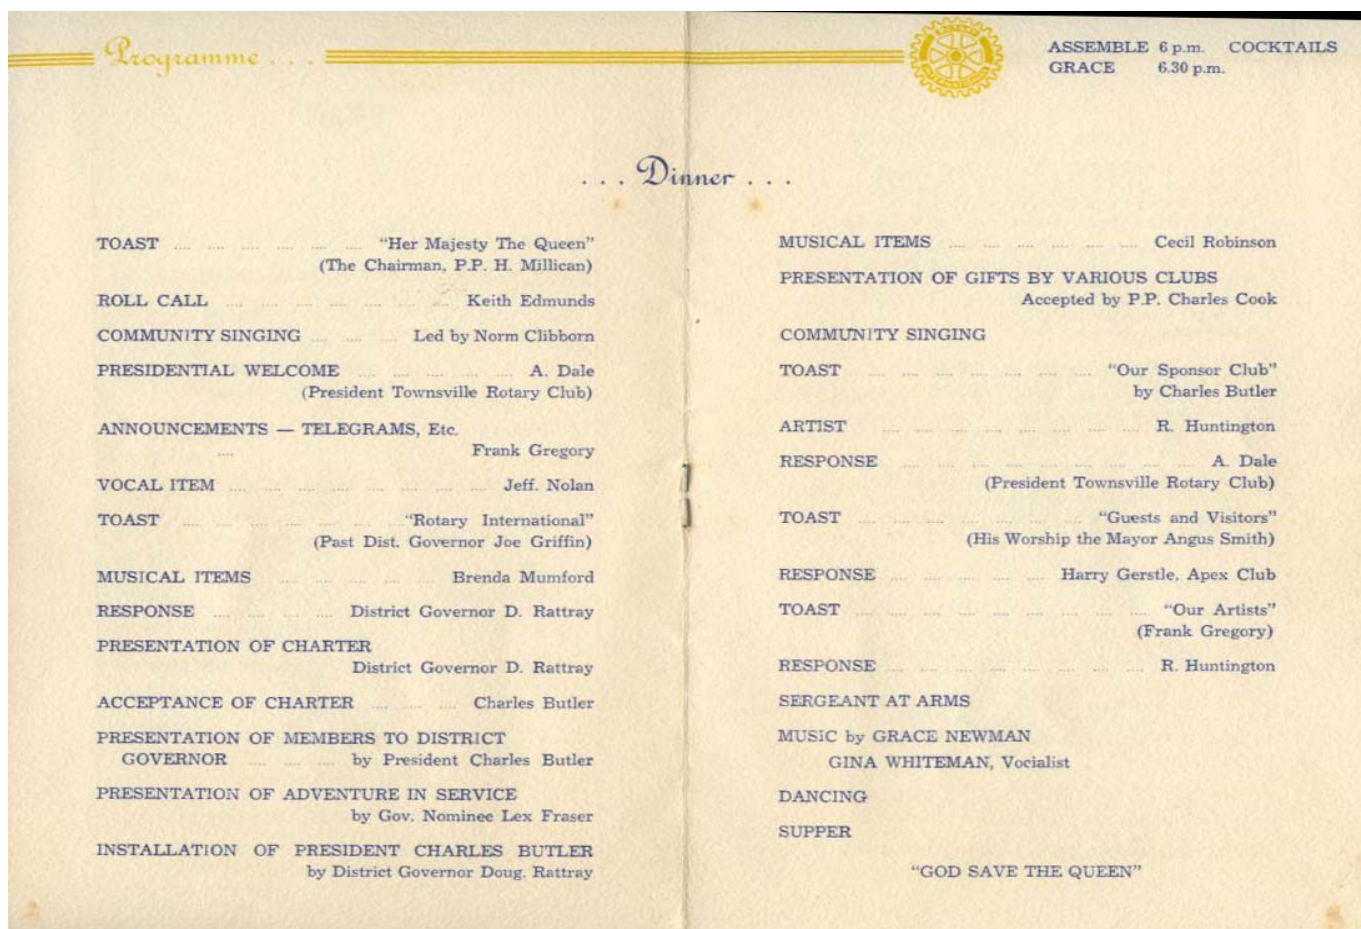 Programme . . .
ASSEMBLE 6 p.m. COCKTAILS
GRACE 6.30 p.m.
. . . Dinner . . .
TOAST .... .... .... .... .... .... "Her Majesty The Queen"
(The Chairman, P.P. H. Millican)
ROLL CALL .... .... .... .... .... .... .... Keith Edmunds
COMMUNITY SINGING .... .... .... Led by Norm Clibborn
PRESIDENTIAL WELCOME .... .... .... .... .... A. Dale
(President Townsville Rotary Club)
ANNOUNCEMENTS — TELEGRAMS, Etc.
.... Frank Gregory
VOCAL ITEM .... .... .... .... .... .... .... Jeff. Nolan
TOAST .... .... .... .... .... .... .... "Rotary International"
(Past Dist. Governor Joe Griffin)
MUSICAL ITEMS .... .... .... .... .... Brenda Mumford
RESPONSE .... .... .... .... District Governor D. Rattray
PRESENTATION OF CHARTER
District Governor D. Rattray
ACCEPTANCE OF CHARTER .... .... .... Charles Butler
PRESENTATION OF MEMBERS TO DISTRICT
GOVERNOR .... .... .... by President Charles Butler
PRESENTATION OF ADVENTURE IN SERVICE
by Gov. Nominee Lex Fraser
INSTALLATION OF PRESIDENT CHARLES BUTLER
by District Governor Doug. Rattray
MUSICAL ITEMS .... .... .... .... .... .... Cecil Robinson
PRESENTATION OF GIFTS BY VARIOUS CLUBS
Accepted by P.P. Charles Cook
COMMUNITY SINGING
TOAST .... .... .... .... .... .... .... "Our Sponsor Club"
by Charles Butler
ARTIST .... .... .... .... .... .... .... .... R. Huntington
RESPONSE .... .... .... .... .... .... .... .... .... A. Dale
(President Townsville Rotary Club)
TOAST .... .... .... .... .... .... .... "Guests and Visitors"
(His Worship the Mayor Angus Smith)
RESPONSE .... .... .... .... .... Harry Gerstle, Apex Club
TOAST .... .... .... .... .... .... .... .... .... "Our Artists"
(Frank Gregory)
RESPONSE .... .... .... .... .... .... .... .... R. Huntington
SERGEANT AT ARMS
MUSIC by GRACE NEWMAN
GINA WHITEMAN, Vocialist
DANCING
SUPPER
"GOD SAVE THE QUEEN"